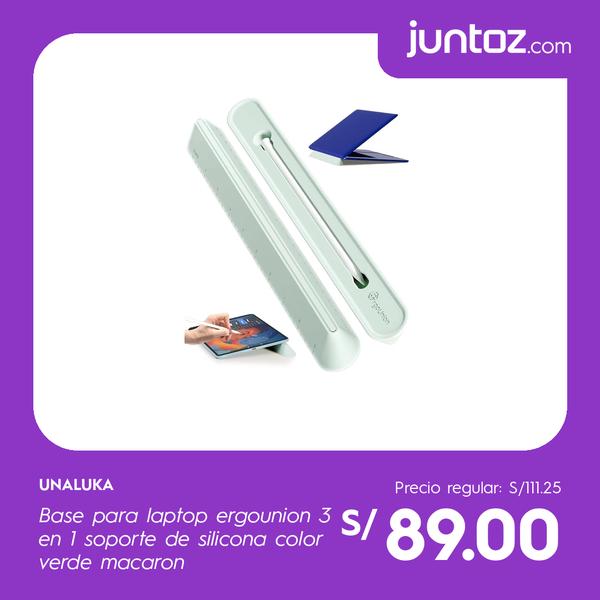 juntoz.com
Ergounion
UNALUKA
Base para laptop ergounion 3
en 1 soporte de silicona color
verde macaron
Precio regular: S/111.25
S/89.00